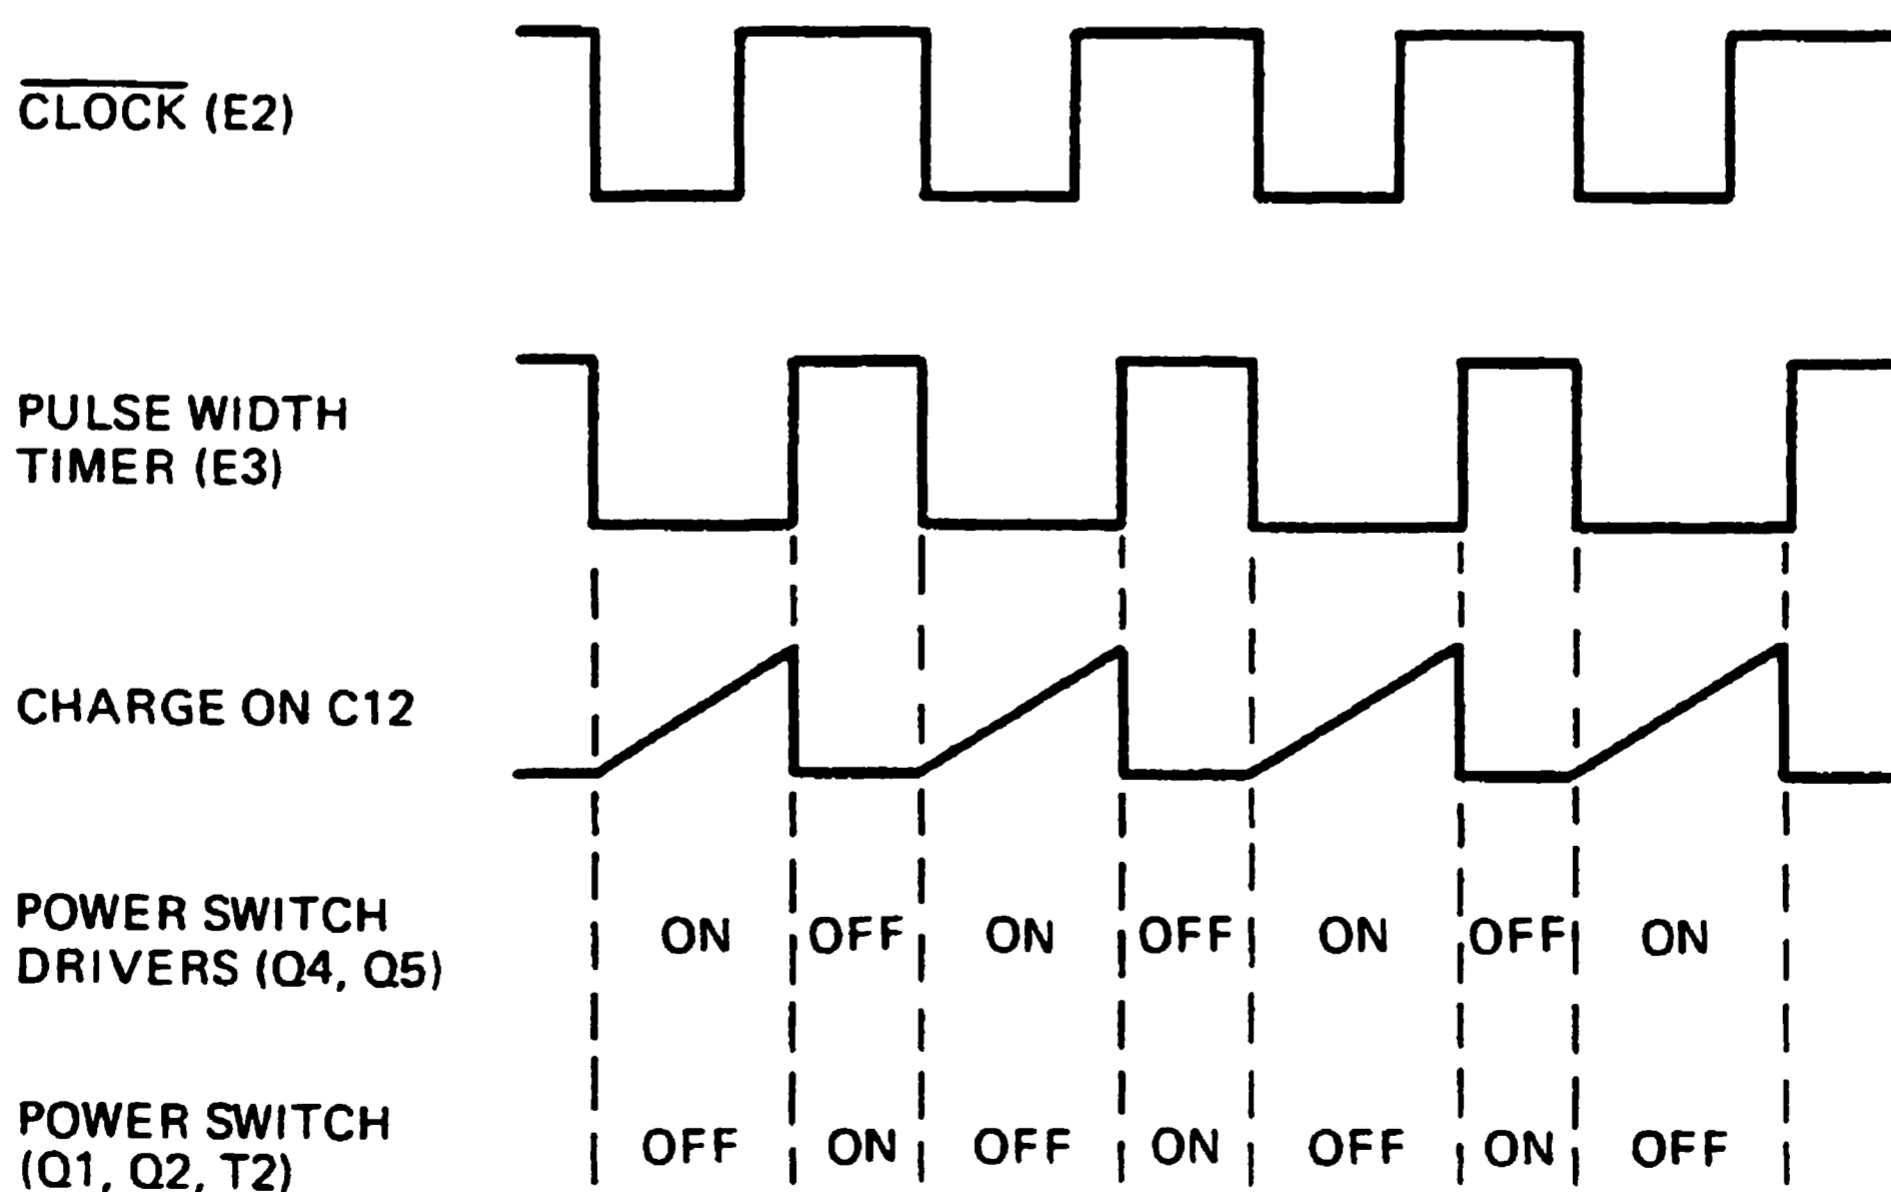 CLOCK (E2)
PULSE WIDTH
TIMER (E3)
CHARGE ON C12
POWER SWITCH
DRIVERS (Q4, Q5)
ON OFF ON OFF ON OFF ON
POWER SWITCH
(Q1, Q2, T2)
OFF ON OFF ON OFF ON OFF